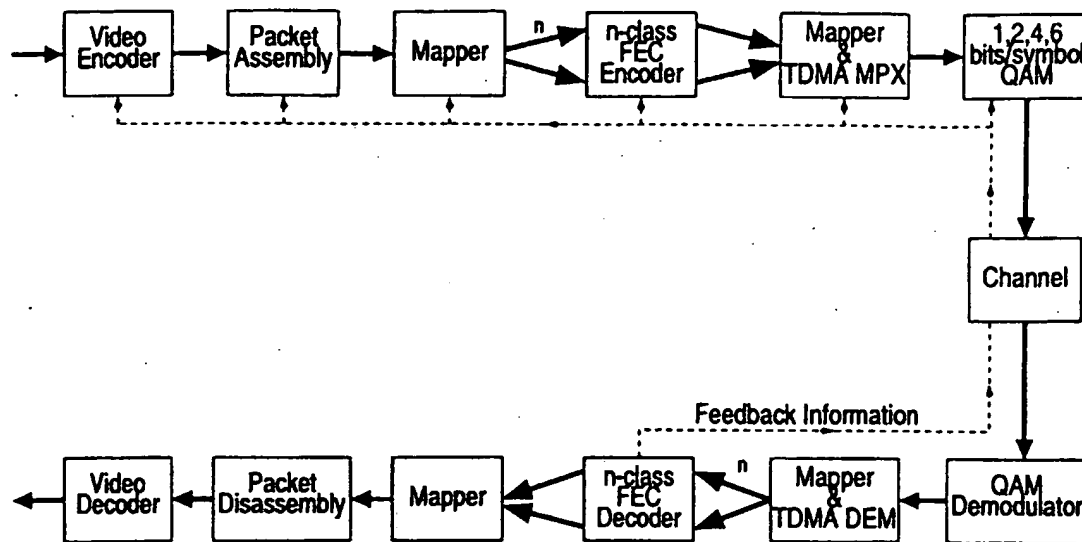 Video
Encoder
Packet
Assembly
Mapper
n
n-class
FEC
Encoder
Mapper
&
TDMA MPX
1,2,4,6
bits/symbol
QAM
Channel
Feedback Information
Video
Decoder
Packet
Disassembly
Mapper
n-class
FEC
Decoder
n
Mapper
&
TDMA DEM
QAM
Demodulator